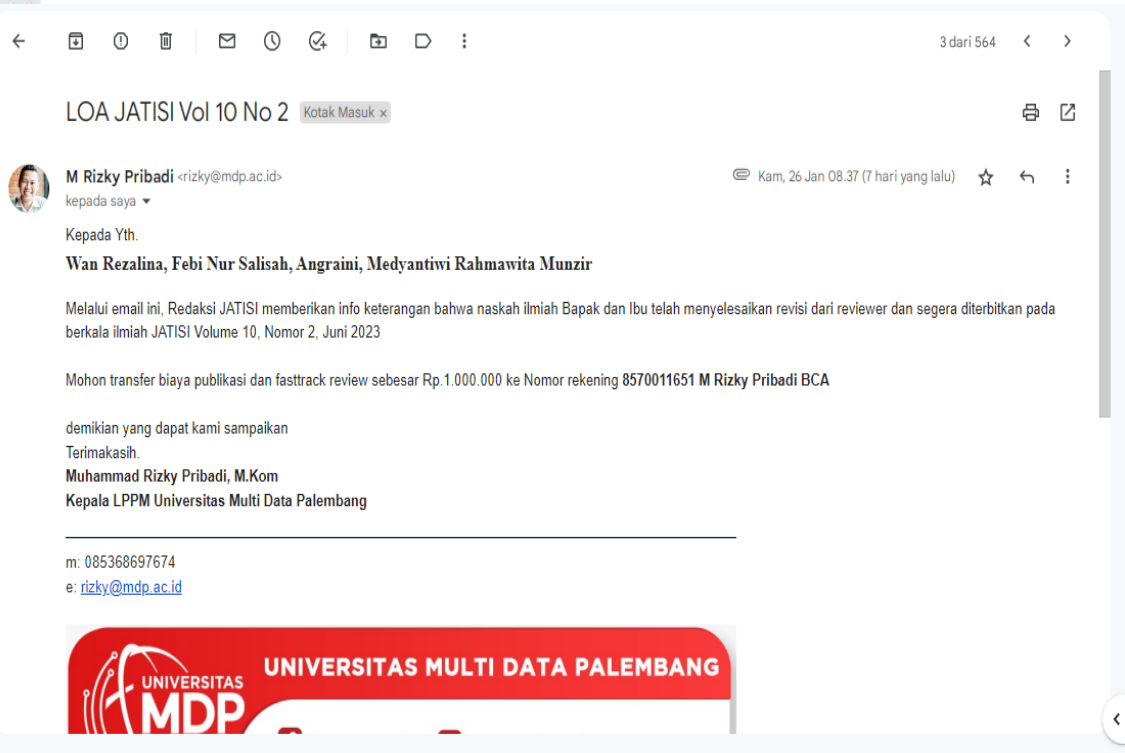 3 dari 564
LOA JATISI Vol 10 No 2 Kotak Masuk x
M Rizky Pribadi <rizky@mdp.ac.id> Kam, 26 Jan 08.37 (7 hari yang lalu)
kepada saya
Kepada Yth.
Wan Rezalina, Febi Nur Salisah, Angraini, Medyantiwi Rahmawita Munzir
Melalui email ini, Redaksi JATISI memberikan info keterangan bahwa naskah ilmiah Bapak dan Ibu telah menyelesaikan revisi dari reviewer dan segera diterbitkan pada
berkala ilmiah JATISI Volume 10, Nomor 2, Juni 2023
Mohon transfer biaya publikasi dan fasttrack review sebesar Rp.1.000.000 ke Nomor rekening 8570011651 M Rizky Pribadi BCA
demikian yang dapat kami sampaikan
Terimakasih.
Muhammad Rizky Pribadi, M.Kom
Kepala LPPM Universitas Multi Data Palembang
m: 085368697674
e: rizky@mdp.ac.id
UNIVERSITAS MULTI DATA PALEMBANG
UNIVERSITAS
MDP